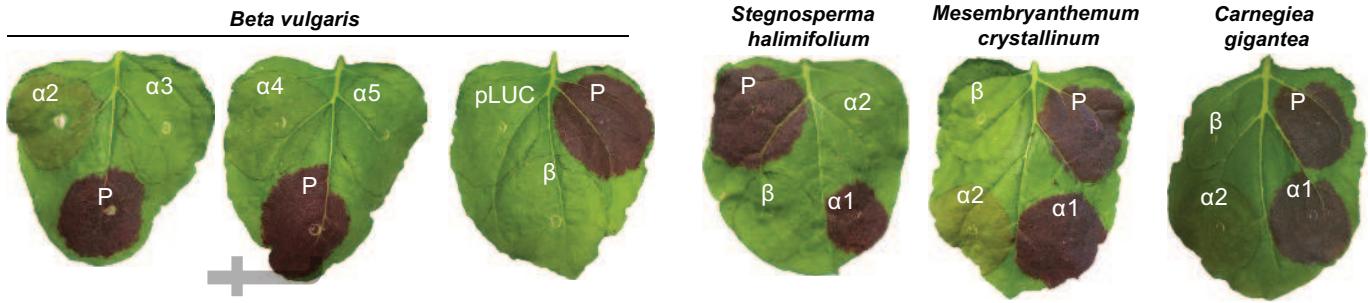 Beta vulgaris
Stegnosperma
halimifolium
Mesembryanthemum
crystallinum
Carnegiea
gigantea
α2
α3
P
α4
α5
P
pLUC
P
β
P
α2
β
α1
β
P
α2
α1
β
P
α2
α1